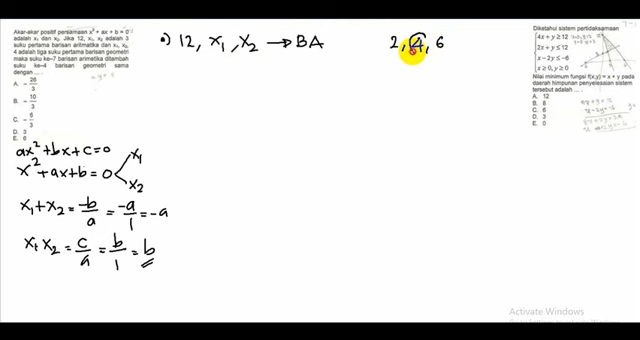 Akar-akar positif persamaan x² + ax + b = 0
adalah x₁ dan x₂. Jika 12, x₁, x₂ adalah 3
suku pertama barisan aritmatika dan x₁, x₂,
4 adalah tiga suku pertama barisan geometri
maka suku ke-7 barisan arimatika ditambah
suku ke-4 barisan geometri sama
dengan ....
A. - 28/3
B. - 10/3
C. - 6/3
D. 3
E. 6
ax² + bx + c = 0
x² + ax + b = 0 x₁
x₂
x₁ + x₂ = -b/a = -a/1 = -a
x₁ x₂ = c/a = b/1 = b
•) 12, x₁, x₂ → BA
2, 4, 6
Diketahui sistem pertidaksamaan
4x + y ≥ 12
2x + y ≤ 12
x - 2y ≤ -6
x ≥ 0, y ≥ 0
Nilai minimum fungsi f(x,y) = x + y pada
daerah himpunan penyelesaian sistem
tersebut adalah ....
A. 12
B. 8
C. 6
D. 3
E. 0
Activate Windows